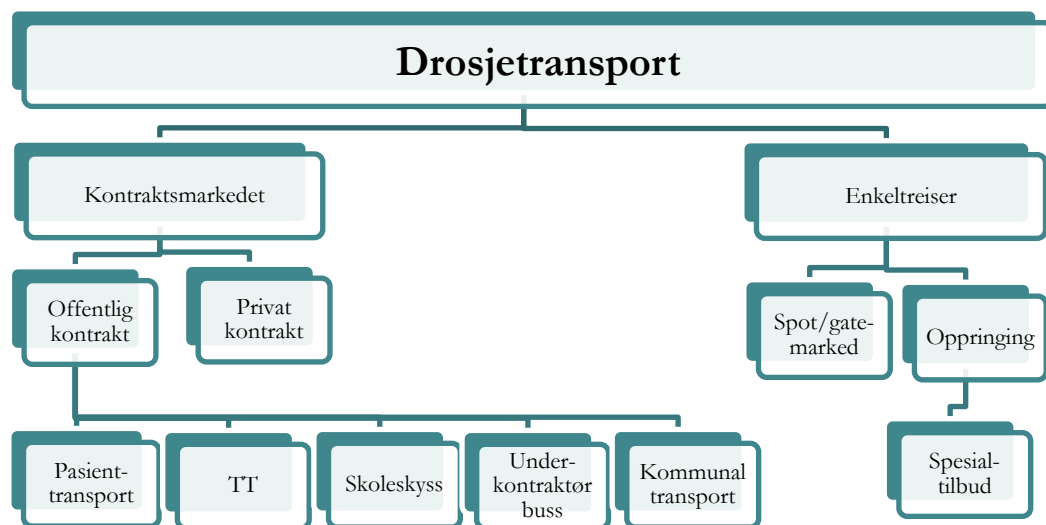 Drosjetransport
Kontraktsmarkedet
Enkeltreiser
Offentlig
kontrakt
Privat
kontrakt
Spot/gate-
marked
Oppringing
Pasient-
transport
TT
Skoleskyss
Under-
kontraktør
buss
Kommunal
transport
Spesial-
tilbud